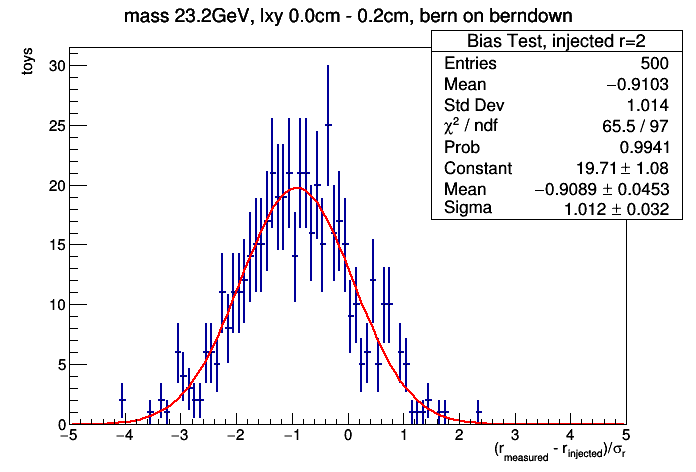 mass 23.2GeV, lxy 0.0cm - 0.2cm, bern on berndown
Bias Test, injected r=2
Entries 500
Mean −0.9103
Std Dev 1.014
χ² / ndf 65.5 / 97
Prob 0.9941
Constant 19.71 ± 1.08
Mean −0.9089 ± 0.0453
Sigma 1.012 ± 0.032
toys
30
25
20
15
10
5
0
−5 −4 −3 −2 −1 0 1 2 3 4 5
(r_measured - r_injected)/σ_r